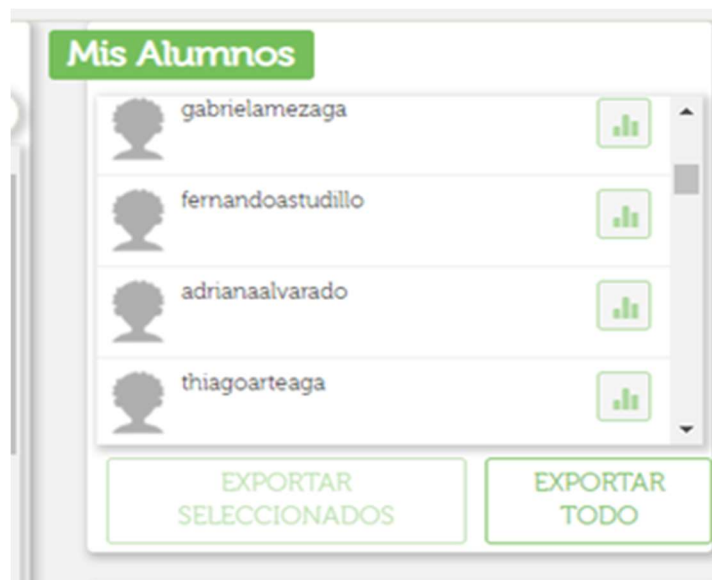 Mis Alumnos
gabrielamezaga
fernandoastudillo
adrianaalvarado
thiagoarteaga
EXPORTAR
SELECCIONADOS
EXPORTAR
TODO